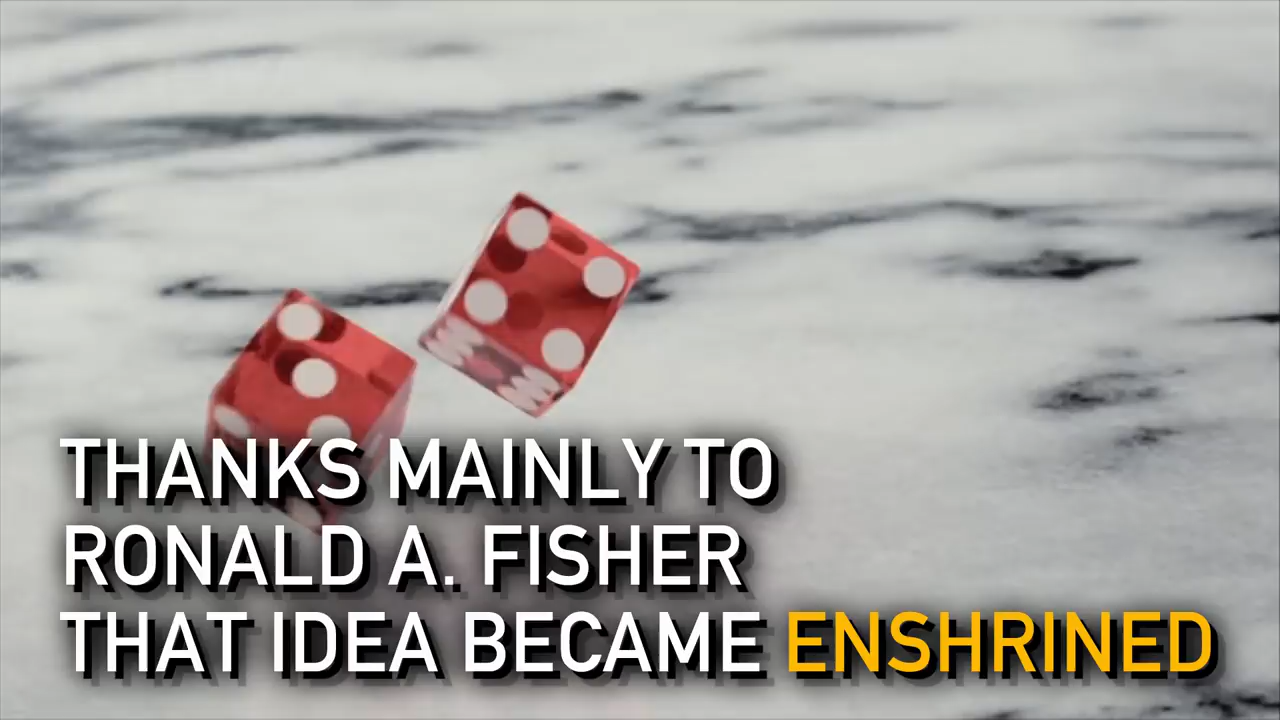 THANKS MAINLY TO
RONALD A. FISHER
THAT IDEA BECAME ENSHRINED